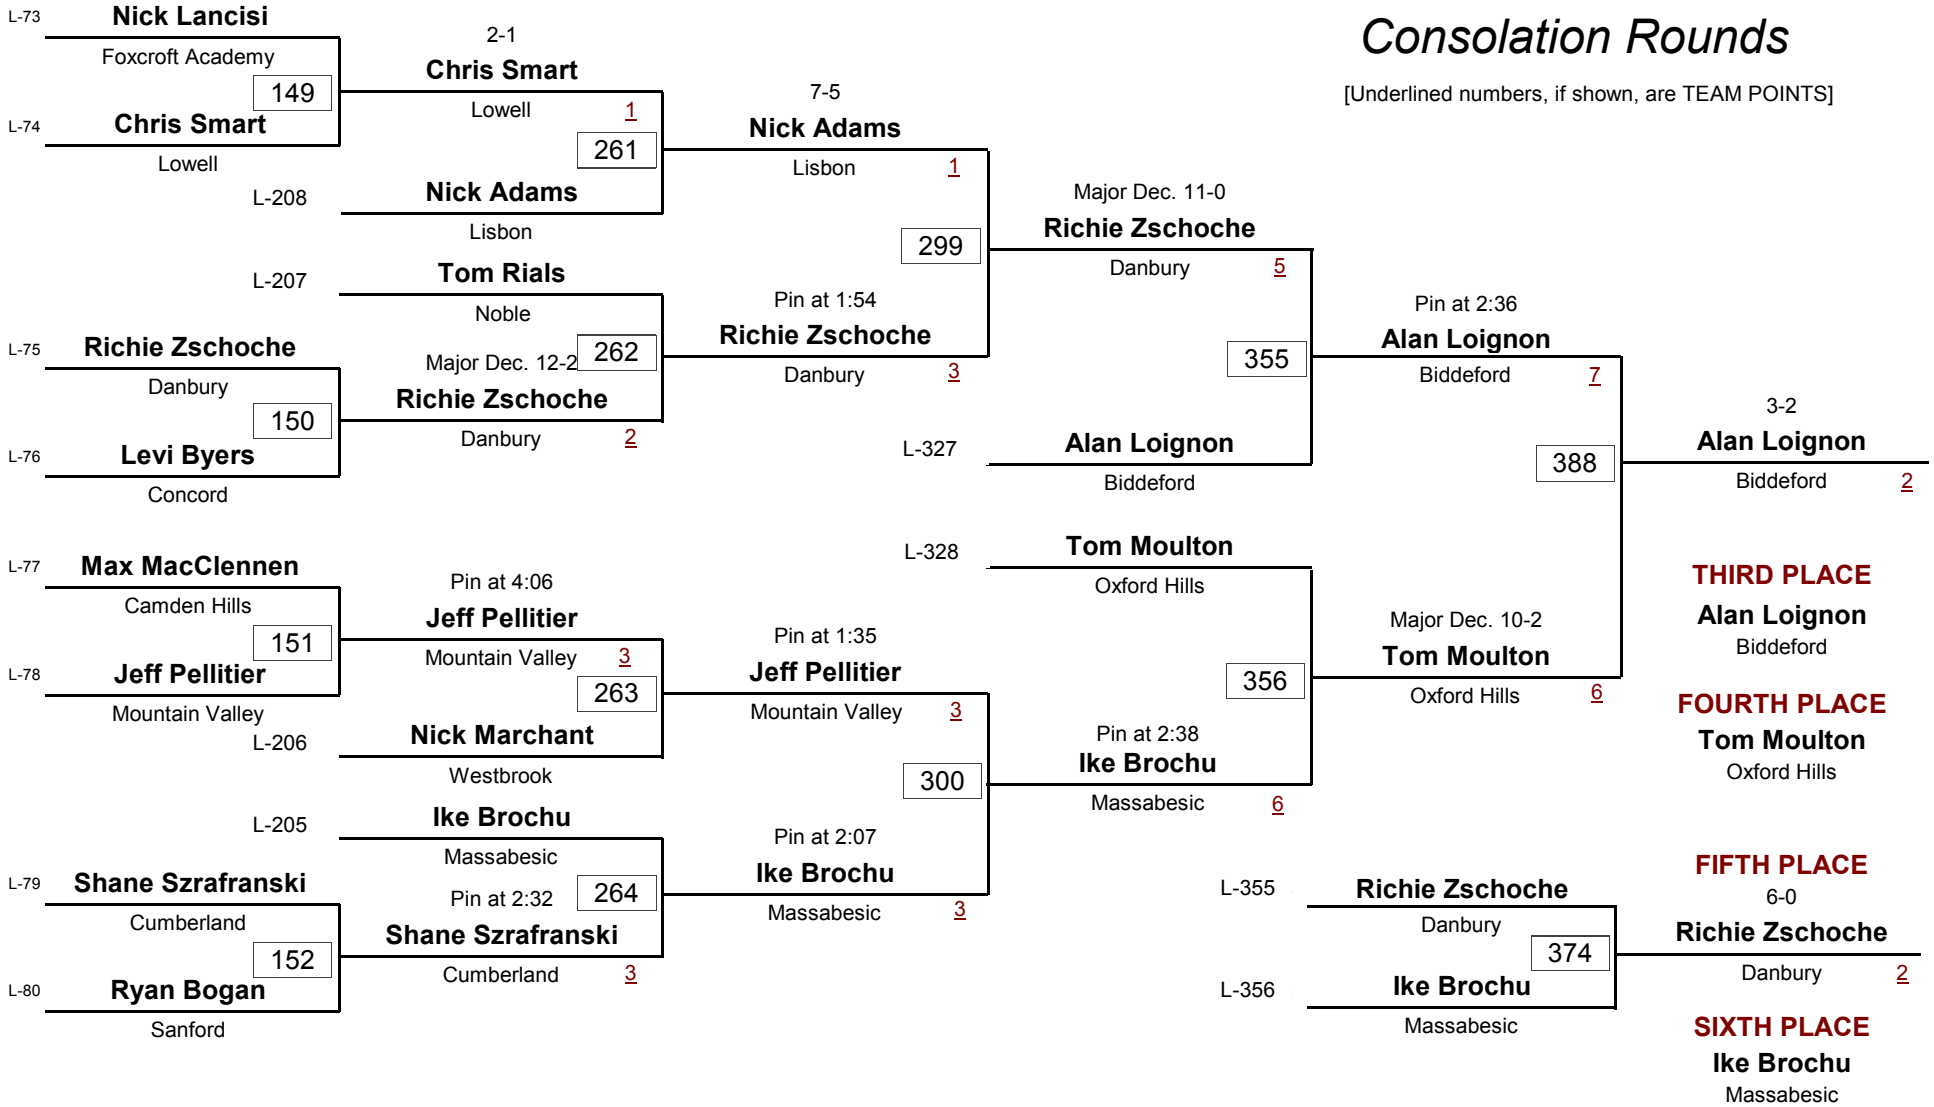 Consolation Rounds
[Underlined numbers, if shown, are TEAM POINTS]
L-73
Nick Lancisi
Foxcroft Academy
149
L-74
Chris Smart
Lowell
2-1
Chris Smart
Lowell
1
261
L-208
Nick Adams
Lisbon
7-5
Nick Adams
Lisbon
1
L-207
Tom Rials
Noble
262
L-75
Richie Zschoche
Danbury
150
L-76
Levi Byers
Concord
Major Dec. 12-2
Richie Zschoche
Danbury
2
Pin at 1:54
Richie Zschoche
Danbury
3
299
Major Dec. 11-0
Richie Zschoche
Danbury
5
355
L-327
Alan Loignon
Biddeford
Pin at 2:36
Alan Loignon
Biddeford
7
388
3-2
Alan Loignon
Biddeford
2
L-77
Max MacClennen
Camden Hills
151
L-78
Jeff Pellitier
Mountain Valley
Pin at 4:06
Jeff Pellitier
Mountain Valley
3
263
L-206
Nick Marchant
Westbrook
Pin at 1:35
Jeff Pellitier
Mountain Valley
3
300
L-205
Ike Brochu
Massabesic
264
L-79
Shane Szrafranski
Cumberland
152
L-80
Ryan Bogan
Sanford
Pin at 2:32
Shane Szrafranski
Cumberland
3
Pin at 2:07
Ike Brochu
Massabesic
3
L-328
Tom Moulton
Oxford Hills
356
Pin at 2:38
Ike Brochu
Massabesic
6
Major Dec. 10-2
Tom Moulton
Oxford Hills
6
THIRD PLACE
Alan Loignon
Biddeford
FOURTH PLACE
Tom Moulton
Oxford Hills
L-355
Richie Zschoche
Danbury
374
L-356
Ike Brochu
Massabesic
FIFTH PLACE
6-0
Richie Zschoche
Danbury
2
SIXTH PLACE
Ike Brochu
Massabesic